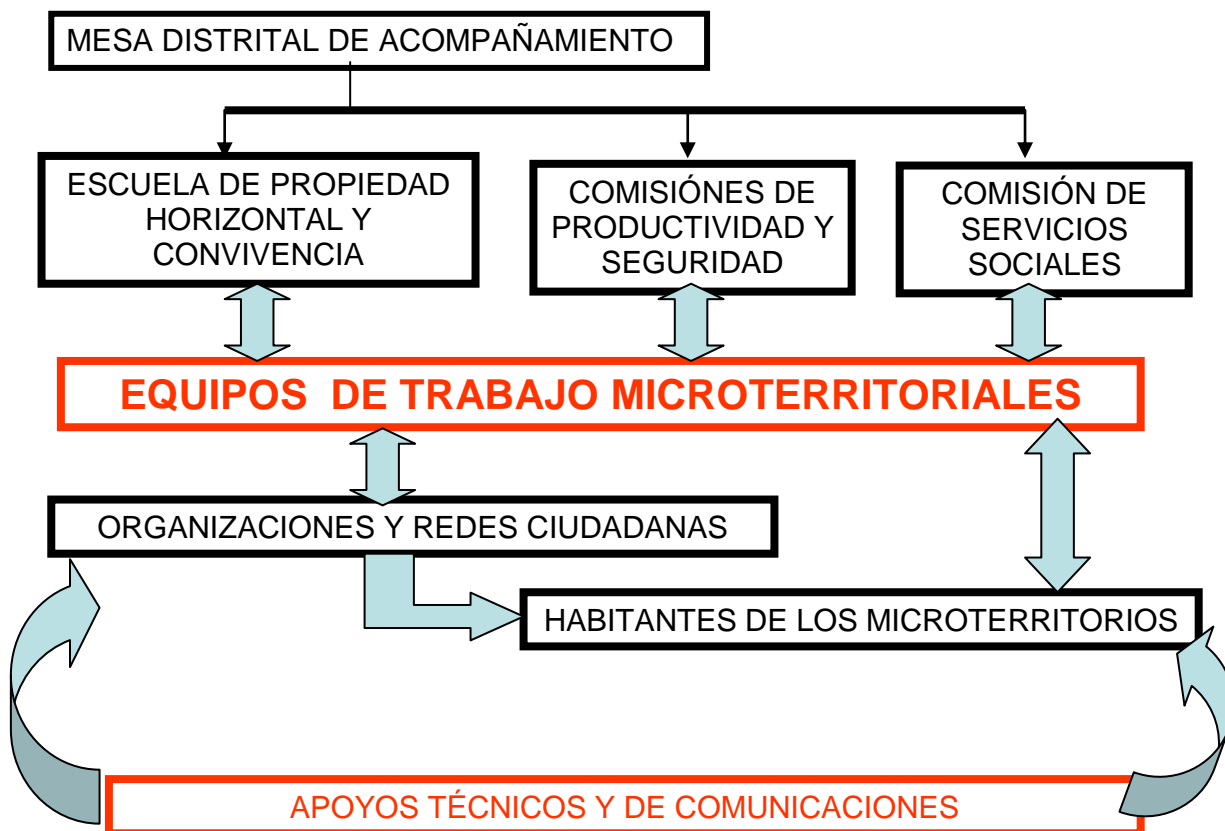 MESA DISTRITAL DE ACOMPAÑAMIENTO
ESCUELA DE PROPIEDAD
HORIZONTAL Y
CONVIVENCIA
COMISIÓNES DE
PRODUCTIVIDAD Y
SEGURIDAD
COMISIÓN DE
SERVICIOS
SOCIALES
EQUIPOS  DE TRABAJO MICROTERRITORIALES
ORGANIZACIONES Y REDES CIUDADANAS
HABITANTES DE LOS MICROTERRITORIOS
APOYOS TÉCNICOS Y DE COMUNICACIONES